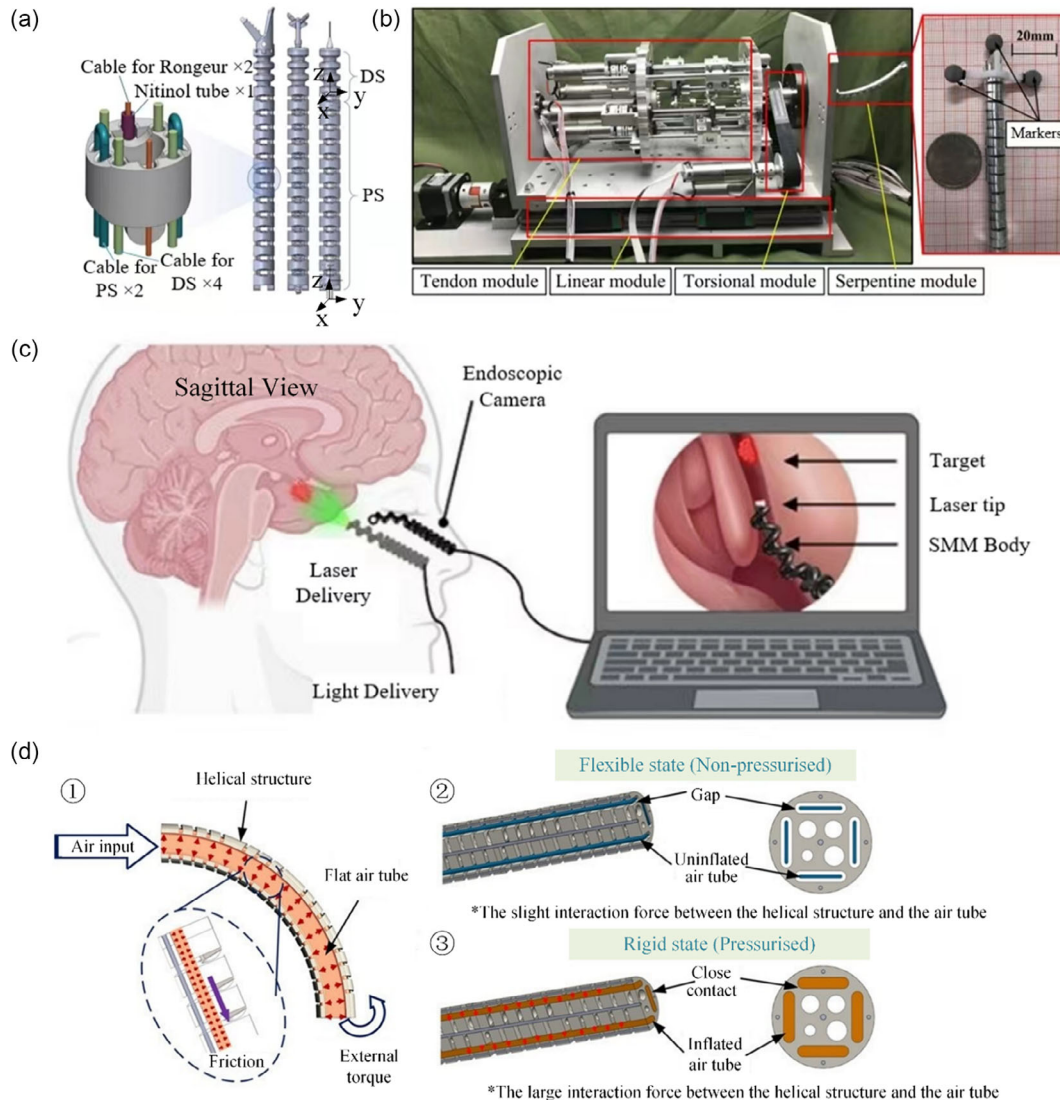 (a)
Cable for Rongeur ×2
Nitinol tube ×1
Cable for
PS ×2
Cable for
DS ×4
z
y
x
DS
PS
z
y
x
(b)
20mm
Markers
Tendon module
Linear module
Torsional module
Serpentine module
(c)
Sagittal View
Endoscopic
Camera
Laser
Delivery
Light Delivery
Target
Laser tip
SMM Body
(d)
①
Helical structure
Air input
Flat air tube
Friction
External
torque
②
Flexible state (Non-pressurised)
Gap
Uninflated
air tube
*The slight interaction force between the helical structure and the air tube
③
Rigid state (Pressurised)
Close
contact
Inflated
air tube
*The large interaction force between the helical structure and the air tube